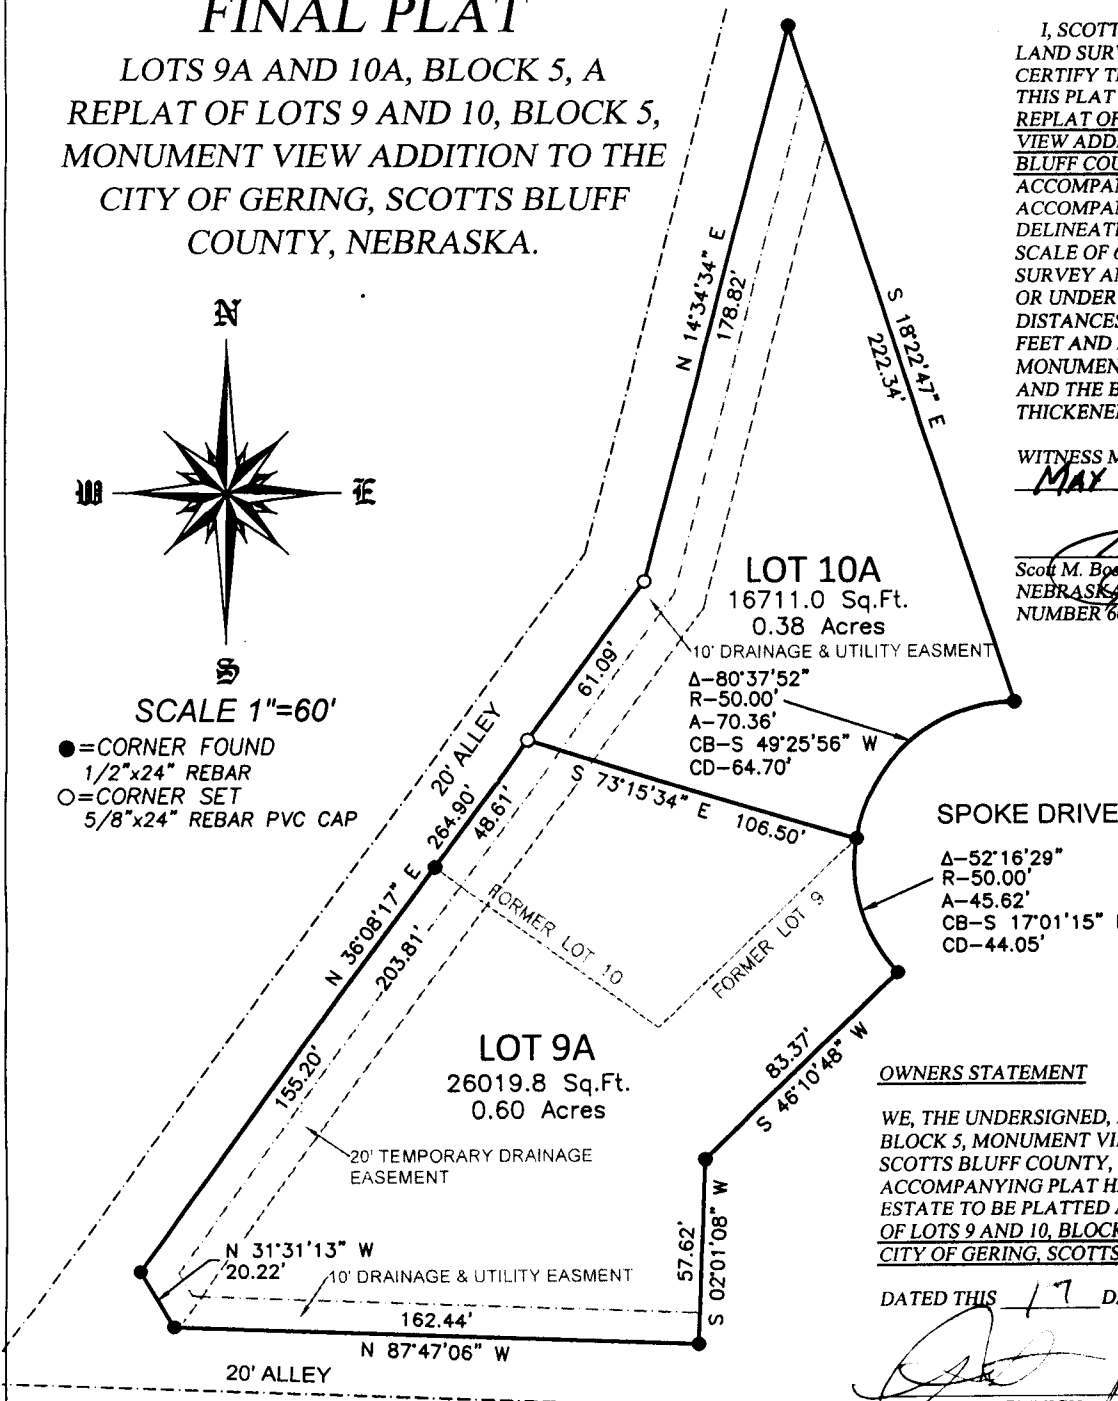 FINAL PLAT
LOTS 9A AND 10A, BLOCK 5, A
REPLAT OF LOTS 9 AND 10, BLOCK 5,
MONUMENT VIEW ADDITION TO THE
CITY OF GERING, SCOTTS BLUFF
COUNTY, NEBRASKA.
N
W
E
S
SCALE 1"=60'
●=CORNER FOUND
1/2"x24" REBAR
○=CORNER SET
5/8"x24" REBAR PVC CAP
N 14°34'34" E
178.82'
S 18°22'47" E
222.34'
LOT 10A
16711.0 Sq.Ft.
0.38 Acres
10' DRAINAGE & UTILITY EASMENT
Δ-80°37'52"
R-50.00'
A-70.36'
CB-S 49°25'56" W
CD-64.70'
61.09'
20' ALLEY
S 73°15'34" E 106.50'
SPOKE DRIVE
Δ-52°16'29"
R-50.00'
A-45.62'
CB-S 17°01'15"
CD-44.05'
N 36°08'17" E 264.90'
48.61'
203.81'
155.20'
FORMER LOT 10
FORMER LOT 9
LOT 9A
26019.8 Sq.Ft.
0.60 Acres
83.37'
S 46°10'48" W
20' TEMPORARY DRAINAGE
EASEMENT
57.62'
S 02°01'08" W
N 31°31'13" W
20.22'
10' DRAINAGE & UTILITY EASMENT
162.44'
N 87°47'06" W
20' ALLEY
I, SCOTT
LAND SUR
CERTIFY T
THIS PLAT
REPLAT OF
VIEW ADD
BLUFF COU
ACCOMPA
ACCOMPA
DELINEAT
SCALE OF
SURVEY A
OR UNDER
DISTANCES
FEET AND
MONUMEN
AND THE B
THICKENE
WITNESS M
MAY
Scott M. Bos
NEBRASKA
NUMBER 6
OWNERS STATEMENT
WE, THE UNDERSIGNED,
BLOCK 5, MONUMENT VI
SCOTTS BLUFF COUNTY,
ACCOMPANYING PLAT H
ESTATE TO BE PLATTED
OF LOTS 9 AND 10, BLOCK
CITY OF GERING, SCOTTS
DATED THIS 17 D